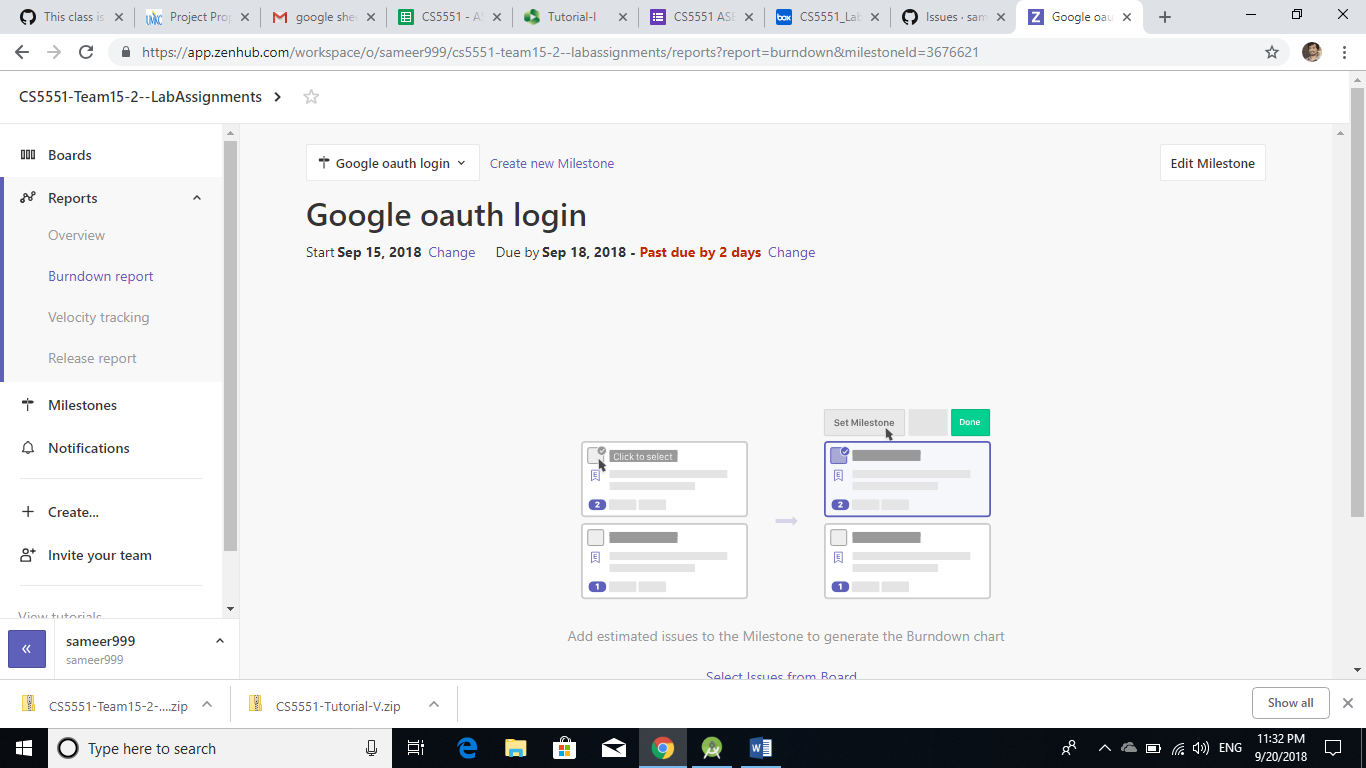 This class is
Project Prop
google shee
CS5551 - AS
Tutorial-I
CS5551 ASE
CS5551_Lab
Issues · sam
Google oau
https://app.zenhub.com/workspace/o/sameer999/cs5551-team15-2--labassignments/reports?report=burndown&milestoneId=3676621
CS5551-Team15-2--LabAssignments
Boards
Reports
Overview
Burndown report
Velocity tracking
Release report
Milestones
Notifications
Create...
Invite your team
View tutorials
sameer999
sameer999
Google oauth login
Create new Milestone
Edit Milestone
Google oauth login
Start Sep 15, 2018 Change Due by Sep 18, 2018 - Past due by 2 days Change
Set Milestone
Done
Click to select
E
2
E
1
E
2
E
1
Add estimated issues to the Milestone to generate the Burndown chart
Select Issues from Board
CS5551-Team15-2-....zip
CS5551-Tutorial-V.zip
Show all
Type here to search
ENG
11:32 PM
9/20/2018